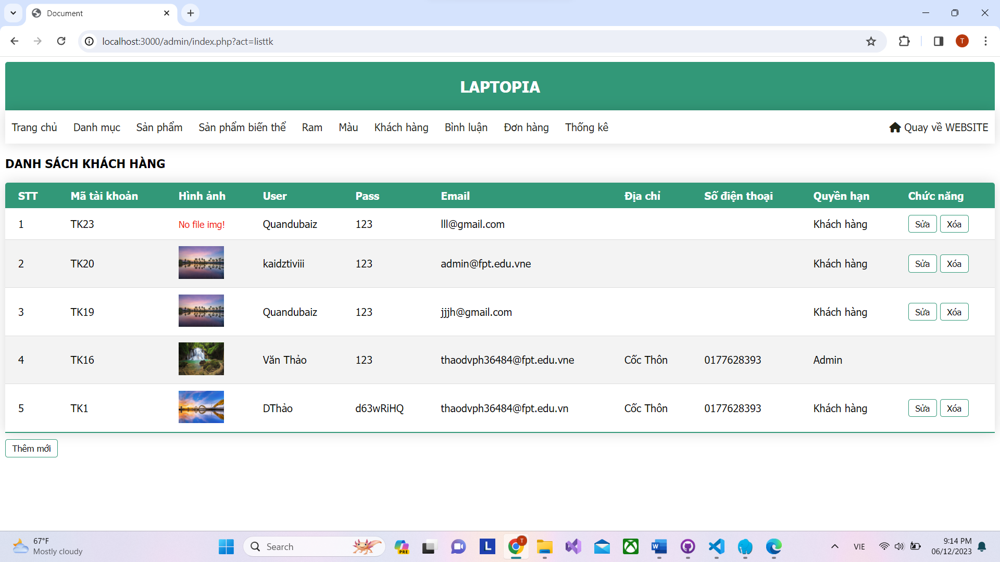 Document
localhost:3000/admin/index.php?act=listtk
T
LAPTOPIA
Trang chủ Danh mục Sản phẩm Sản phẩm biến thể Ram Màu Khách hàng Bình luận Đơn hàng Thống kê Quay về WEBSITE
DANH SÁCH KHÁCH HÀNG
STT Mã tài khoản Hình ảnh User Pass Email Địa chỉ Số điện thoại Quyền hạn Chức năng
1 TK23 No file img! Quandubaiz 123 lll@gmail.com Khách hàng Sửa Xóa
2 TK20 kaidztiviii 123 admin@fpt.edu.vne Khách hàng Sửa Xóa
3 TK19 Quandubaiz 123 jjjh@gmail.com Khách hàng Sửa Xóa
4 TK16 Văn Thảo 123 thaodvph36484@fpt.edu.vne Cốc Thôn 0177628393 Admin
5 TK1 DThảo d63wRiHQ thaodvph36484@fpt.edu.vn Cốc Thôn 0177628393 Khách hàng Sửa Xóa
Thêm mới
67°F
Mostly cloudy
Search
PRE
L
T
W
VIE
9:14 PM
06/12/2023